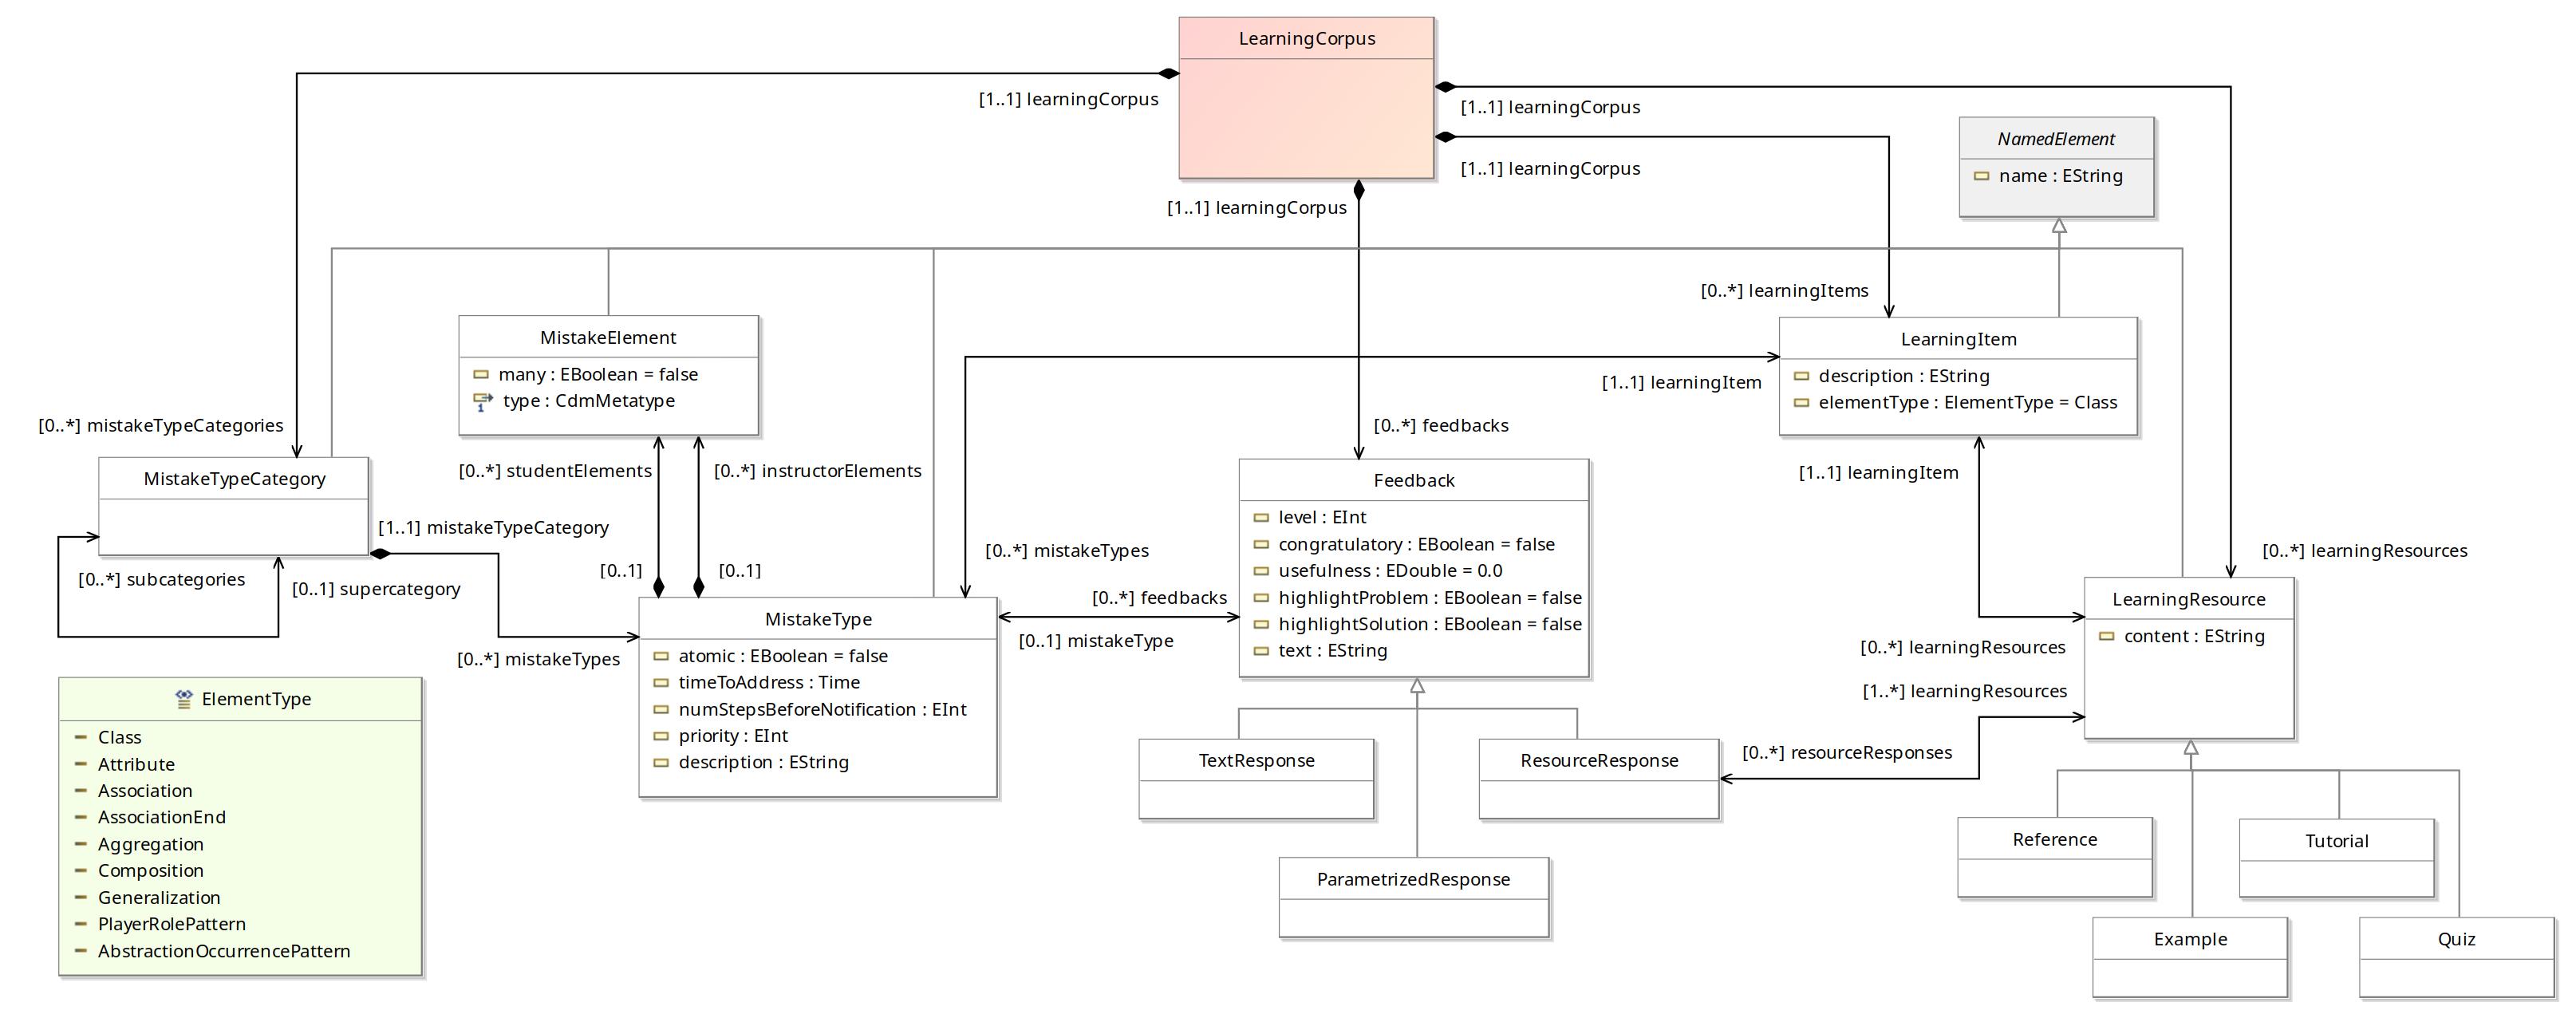 LearningCorpus
[1..1] learningCorpus
[1..1] learningCorpus
[1..1] learningCorpus
[1..1] learningCorpus
NamedElement
name : EString
[0..*] learningItems
MistakeElement
many : EBoolean = false
1
type : CdmMetatype
LearningItem
description : EString
elementType : ElementType = Class
[1..1] learningItem
[0..*] mistakeTypeCategories
[0..*] feedbacks
[0..*] studentElements
[0..*] instructorElements
[1..1] learningItem
MistakeTypeCategory
[1..1] mistakeTypeCategory
[0..*] subcategories
[0..1] supercategory
[0..1]
[0..1]
[0..*] mistakeTypes
[0..*] mistakeTypes
Feedback
level : EInt
congratulatory : EBoolean = false
usefulness : EDouble = 0.0
highlightProblem : EBoolean = false
highlightSolution : EBoolean = false
text : EString
[0..*] feedbacks
[0..1] mistakeType
[0..*] learningResources
LearningResource
content : EString
[0..*] learningResources
[1..*] learningResources
[0..*] resourceResponses
MistakeType
atomic : EBoolean = false
timeToAddress : Time
numStepsBeforeNotification : EInt
priority : EInt
description : EString
ElementType
Class
Attribute
Association
AssociationEnd
Aggregation
Composition
Generalization
PlayerRolePattern
AbstractionOccurrencePattern
TextResponse
ResourceResponse
ParametrizedResponse
Reference
Tutorial
Example
Quiz